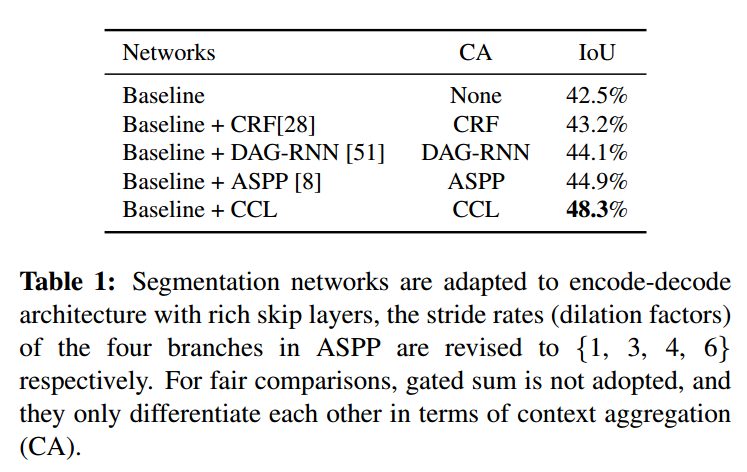 Networks CA IoU
Baseline None 42.5%
Baseline + CRF[28] CRF 43.2%
Baseline + DAG-RNN [51] DAG-RNN 44.1%
Baseline + ASPP [8] ASPP 44.9%
Baseline + CCL CCL 48.3%
Table 1: Segmentation networks are adapted to encode-decode
architecture with rich skip layers, the stride rates (dilation factors)
of the four branches in ASPP are revised to {1, 3, 4, 6}
respectively. For fair comparisons, gated sum is not adopted, and
they only differentiate each other in terms of context aggregation
(CA).